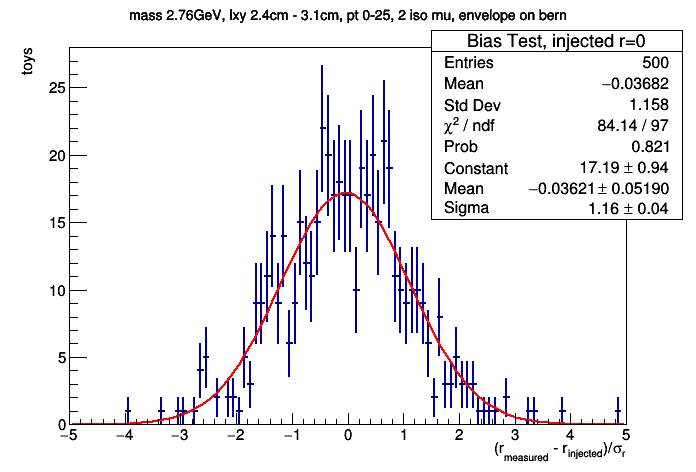 mass 2.76GeV, lxy 2.4cm - 3.1cm, pt 0-25, 2 iso mu, envelope on bern
Bias Test, injected r=0
Entries 500
Mean −0.03682
Std Dev 1.158
χ² / ndf 84.14 / 97
Prob 0.821
Constant 17.19 ± 0.94
Mean −0.03621 ± 0.05190
Sigma 1.16 ± 0.04
toys
25
20
15
10
5
0
−5 −4 −3 −2 −1 0 1 2 3 4 5
(r_measured - r_injected)/σ_r